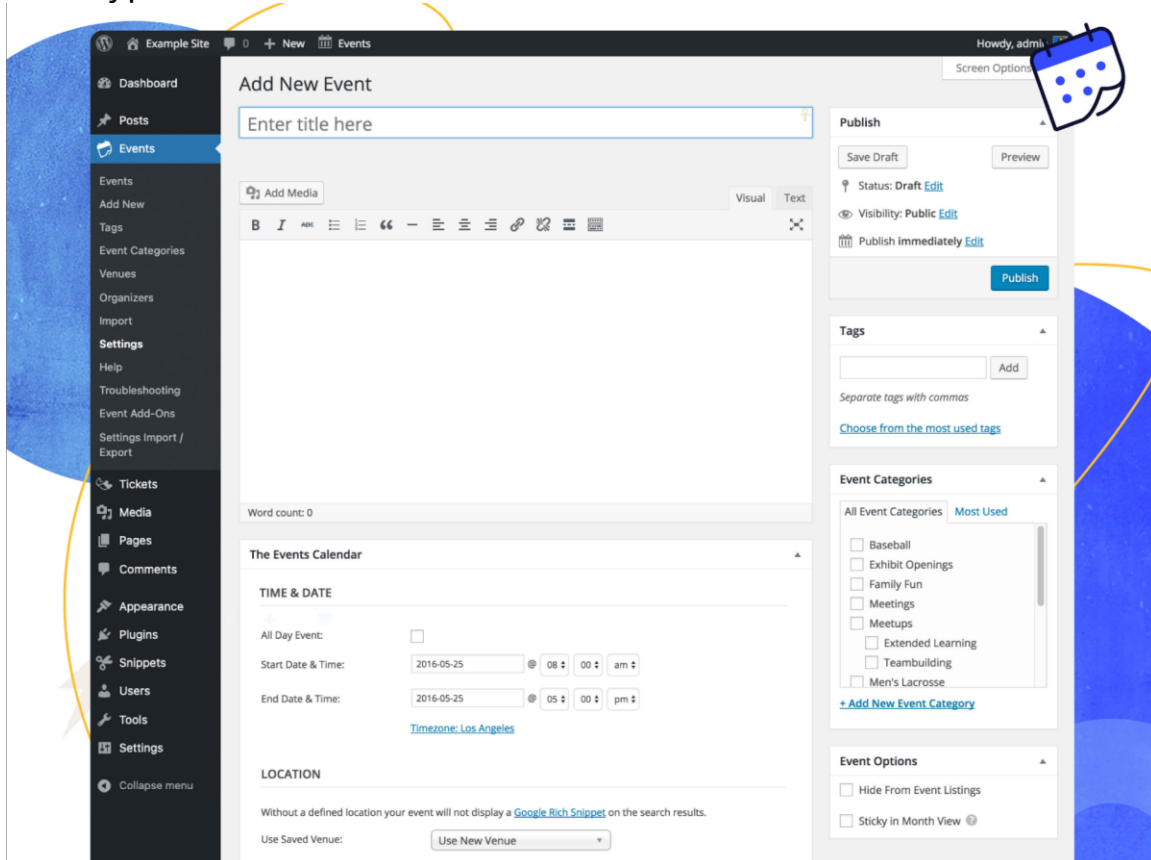 Example Site 0 + New Events
Howdy, admin
Screen Options
Dashboard
Posts
Events
Events
Add New
Tags
Event Categories
Venues
Organizers
Import
Settings
Help
Troubleshooting
Event Add-Ons
Settings Import /
Export
Tickets
Media
Pages
Comments
Appearance
Plugins
Snippets
Users
Tools
Settings
Collapse menu
Add New Event
Enter title here
Add Media
Visual Text
B I ABC
Word count: 0
The Events Calendar
TIME & DATE
All Day Event:
Start Date & Time: 2016-05-25 @ 08 00 am
End Date & Time: 2016-05-25 @ 05 00 pm
Timezone: Los Angeles
LOCATION
Without a defined location your event will not display a Google Rich Snippet on the search results.
Use Saved Venue: Use New Venue
Publish
Save Draft Preview
Status: Draft Edit
Visibility: Public Edit
Publish immediately Edit
Publish
Tags
Add
Separate tags with commas
Choose from the most used tags
Event Categories
All Event Categories Most Used
Baseball
Exhibit Openings
Family Fun
Meetings
Meetups
Extended Learning
Teambuilding
Men's Lacrosse
+ Add New Event Category
Event Options
Hide From Event Listings
Sticky in Month View